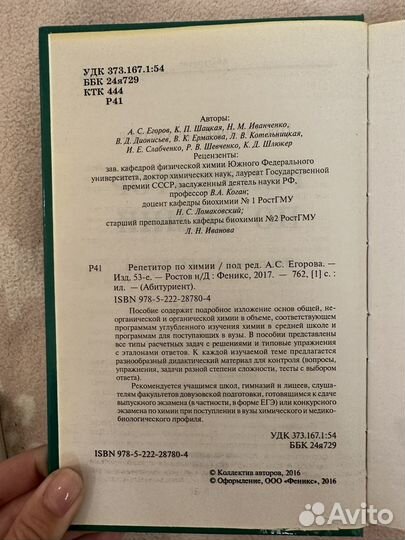 УДК 373.167.1:54
ББК 24я729
КТК 444
Р41
Авторы:
А. С. Егоров, К. П. Шацкая, Н. М. Иванченко,
В. Д. Дионисьев, В. К. Ермакова, Л. В. Котельницкая,
И. Е. Слабченко, Р. В. Шевченко, К. Д. Шлюкер
Рецензенты:
зав. кафедрой физической химии Южного Федерального
университета, доктор химических наук, лауреат Государственной
премии СССР, заслуженный деятель науки РФ,
профессор В.А. Коган;
доцент кафедры биохимии № 1 РостГМУ
Н.С. Ломаковский;
старший преподаватель кафедры биохимии №2 РостГМУ
Л. Н. Иванова
Р41 Репетитор по химии / под ред. А.С. Егорова. —
Изд. 53-е. — Ростов н/Д : Феникс, 2017. — 762, [1] с. :
ил. — (Абитуриент).
ISBN 978-5-222-28780-4
Пособие содержит подробное изложение основ общей, не-
органической и органической химии в объеме, соответствующем
программам углубленного изучения химии в средней школе и
программам для поступающих в вузы. В пособии представлены
все типы расчетных задач с решениями и типовые упражнения
с эталонами ответов. К каждой изучаемой теме предлагается
разнообразный дидактический материал для контроля (вопросы,
упражнения, задачи разной степени сложности, тесты с выбо-
ром ответа).
Рекомендуется учащимся школ, гимназий и лицеев, слуша-
телям факультетов довузовской подготовки, готовящимся к сдаче
выпускного экзамена (в частности, в форме ЕГЭ) или конкурсного
экзамена по химии при поступлении в вузы химического и медико-
биологического профиля.
УДК 373.167.1:54
ББК 24я729
ISBN 978-5-222-28780-4
© Коллектив авторов, 2016
© Оформление, ООО «Феникс», 2016
Avito